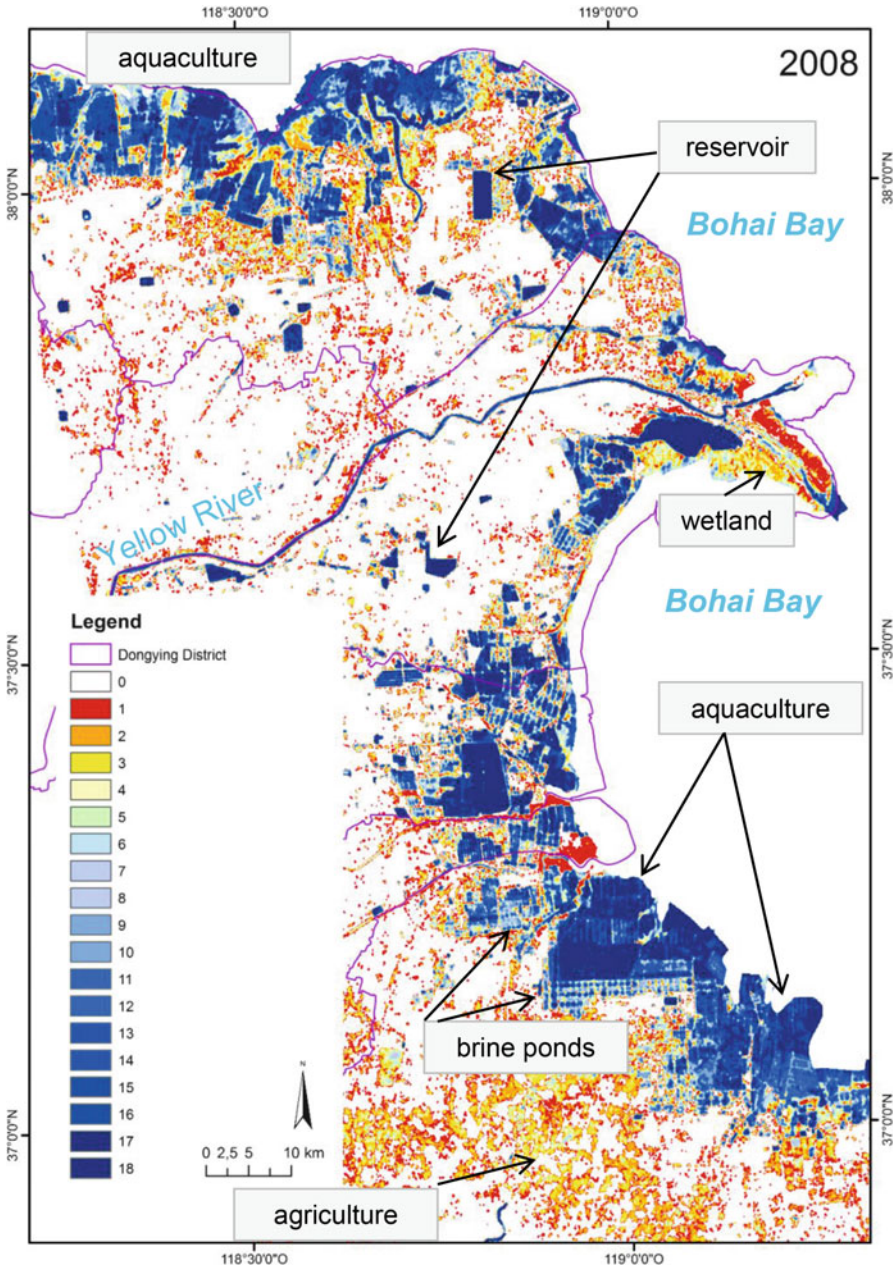 118°30'0"O
119°0'0"O
aquaculture
2008
reservoir
38°0'0"N
38°0'0"N
Bohai Bay
Yellow River
wetland
Bohai Bay
Legend
Dongying District
0
1
2
3
4
5
6
7
8
9
10
11
12
13
14
15
16
17
18
37°30'0"N
37°30'0"N
aquaculture
brine ponds
N
0 2,5 5 10 km
37°0'0"N
37°0'0"N
agriculture
118°30'0"O
119°0'0"O